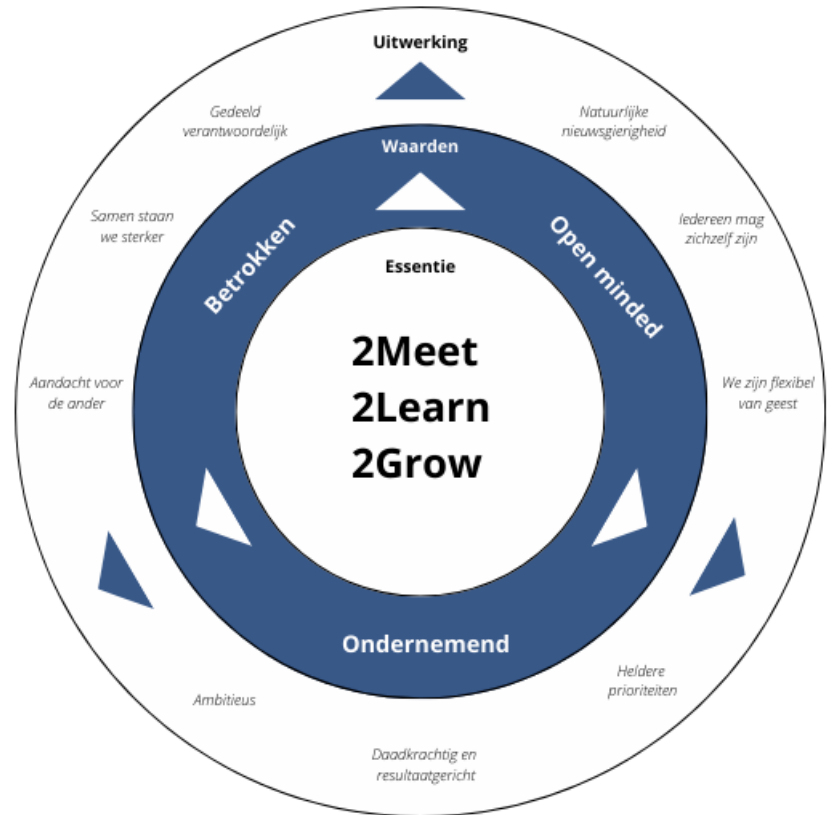 Uitwerking
Gedeeld
verantwoordelijk
Natuurlijke
nieuwsgierigheid
Waarden
Samen staan
we sterker
Iedereen mag
zichzelf zijn
Betrokken
Open minded
Essentie
2Meet
2Learn
2Grow
Aandacht voor
de ander
We zijn flexibel
van geest
Ondernemend
Heldere
prioriteiten
Ambitieus
Daadkrachtig en
resultaatgericht